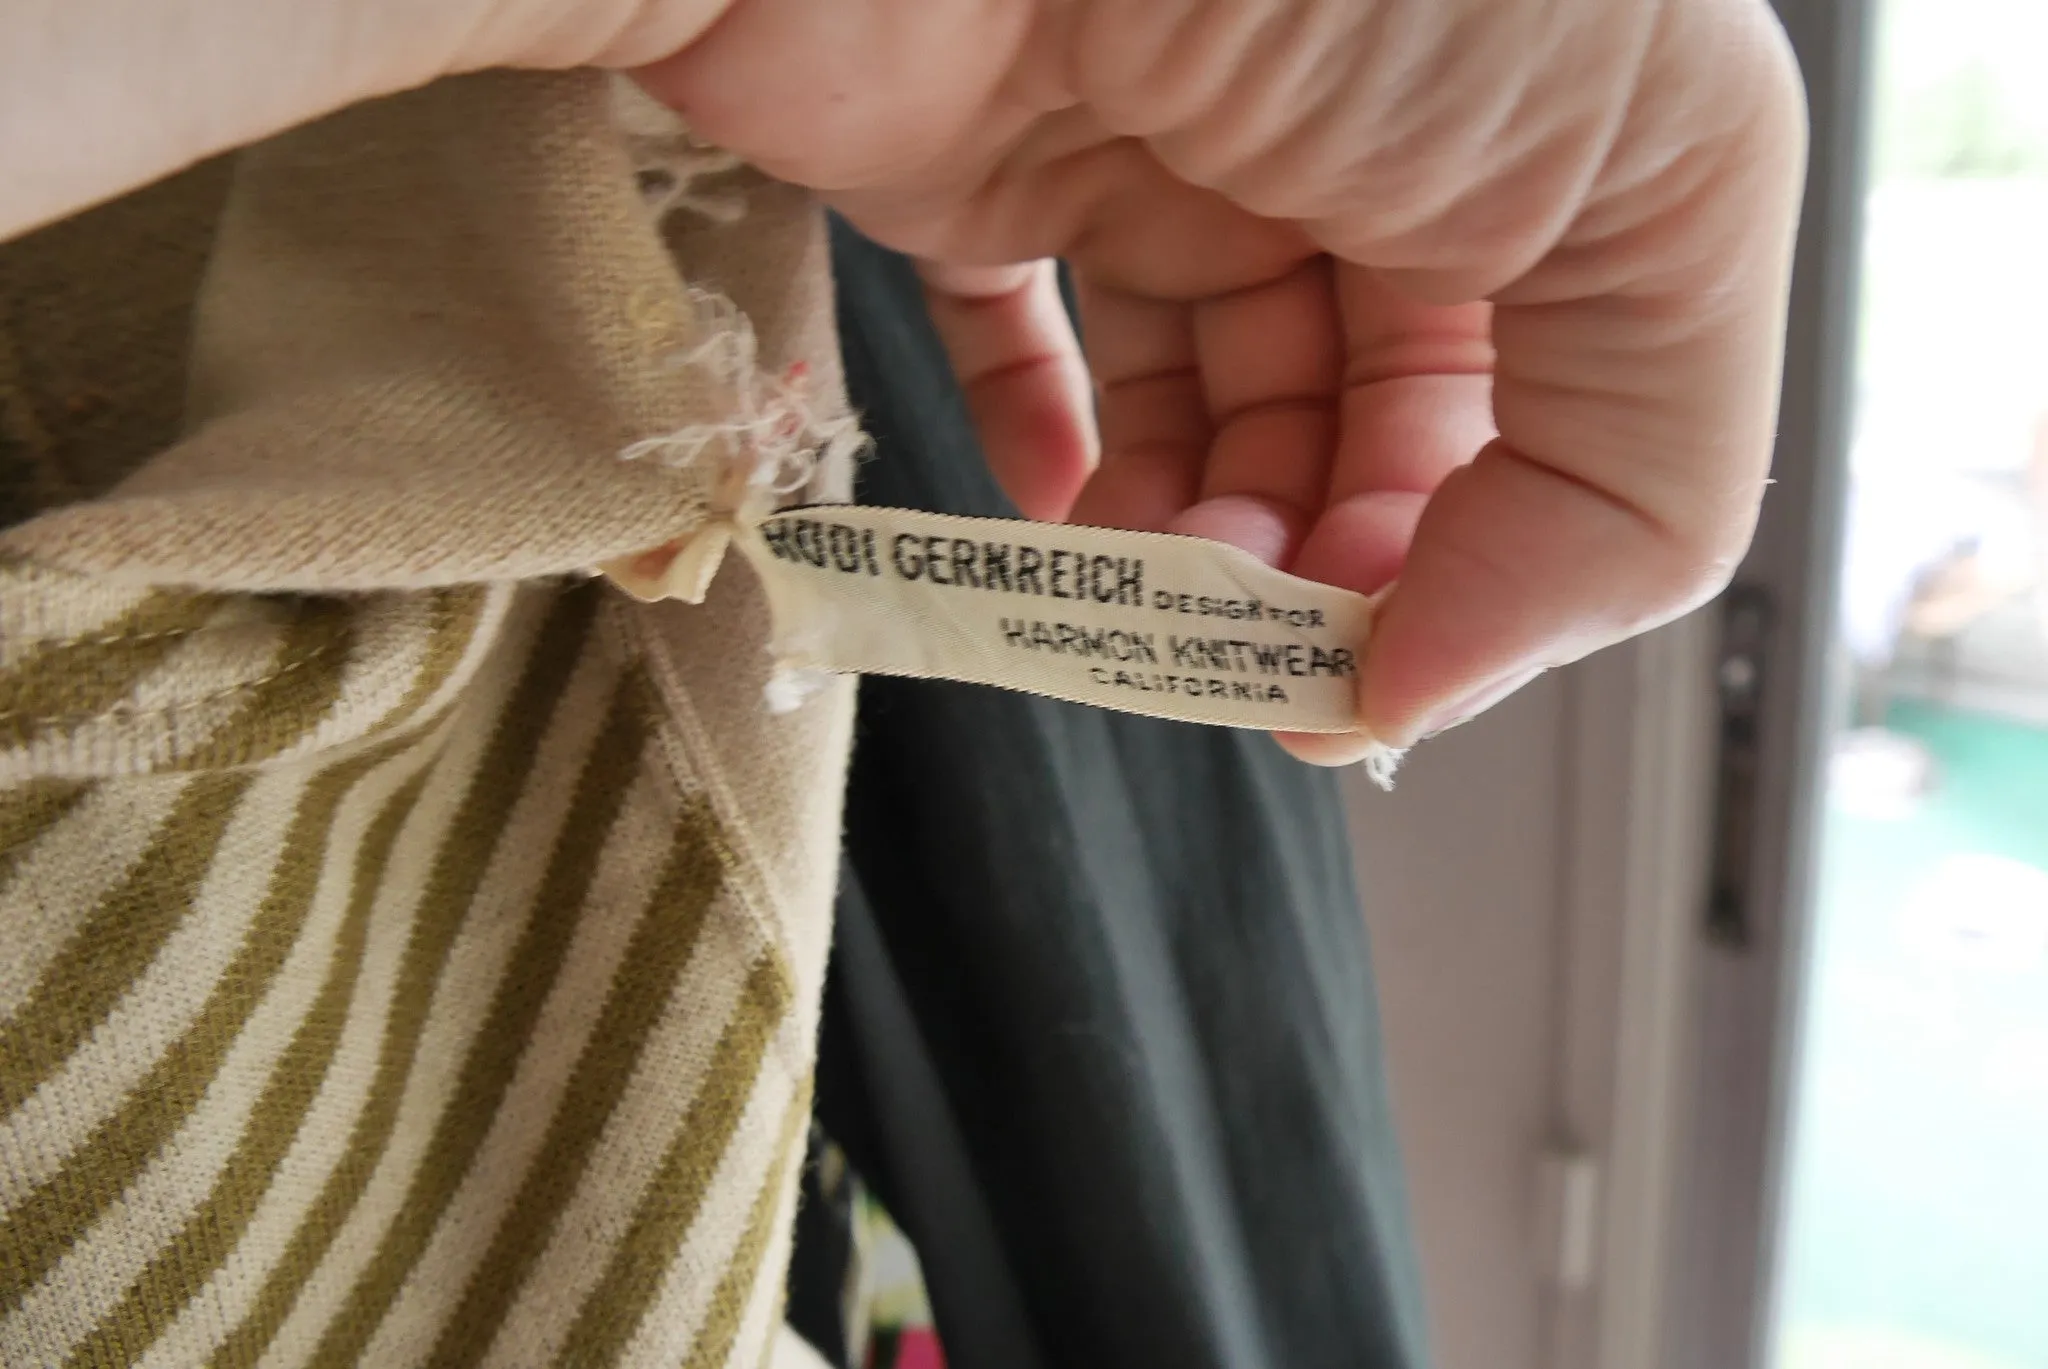 RUDI GERNREICH DESIGN FOR
HARMON KNITWEAR
CALIFORNIA